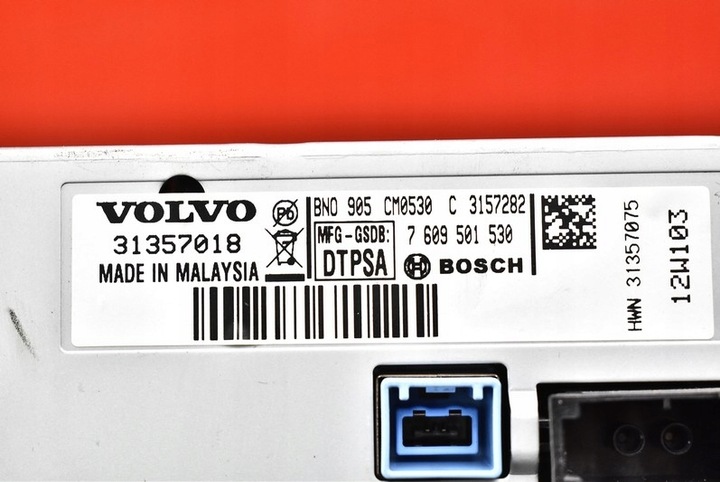 VOLVO
31357018
MADE IN MALAYSIA
Pb
BNO 905 CM0530 C 3157282
MFG-GSDB:
DTPSA
7 609 501 530
BOSCH
HWN 31357075
12W103